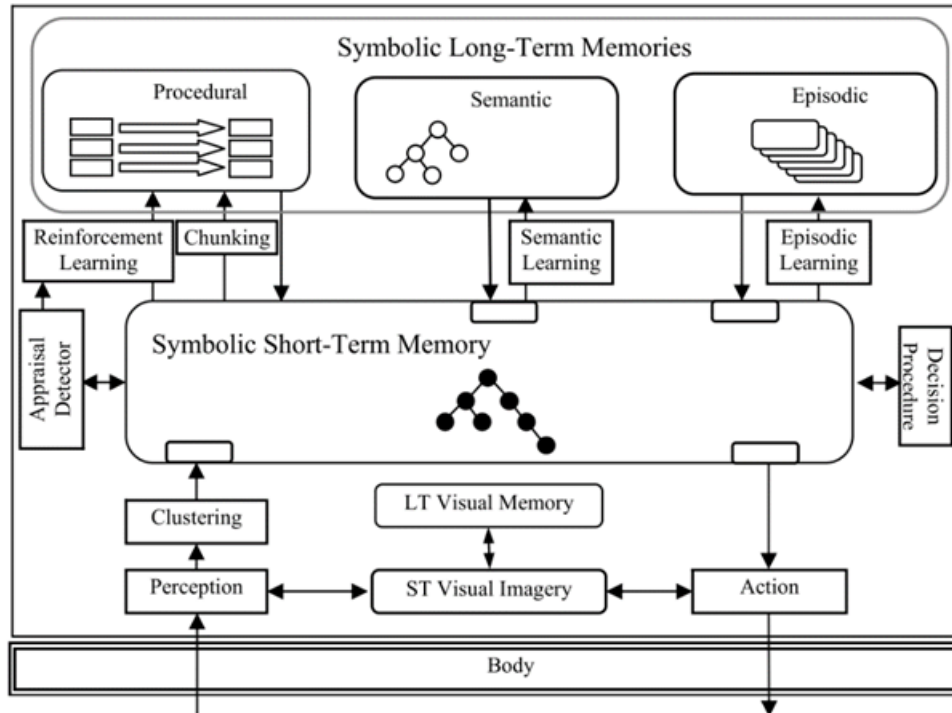 Symbolic Long-Term Memories
Procedural
Semantic
Episodic
Reinforcement
Learning
Chunking
Semantic
Learning
Episodic
Learning
Appraisal
Detector
Symbolic Short-Term Memory
Decision
Procedure
Clustering
LT Visual Memory
Perception
ST Visual Imagery
Action
Body